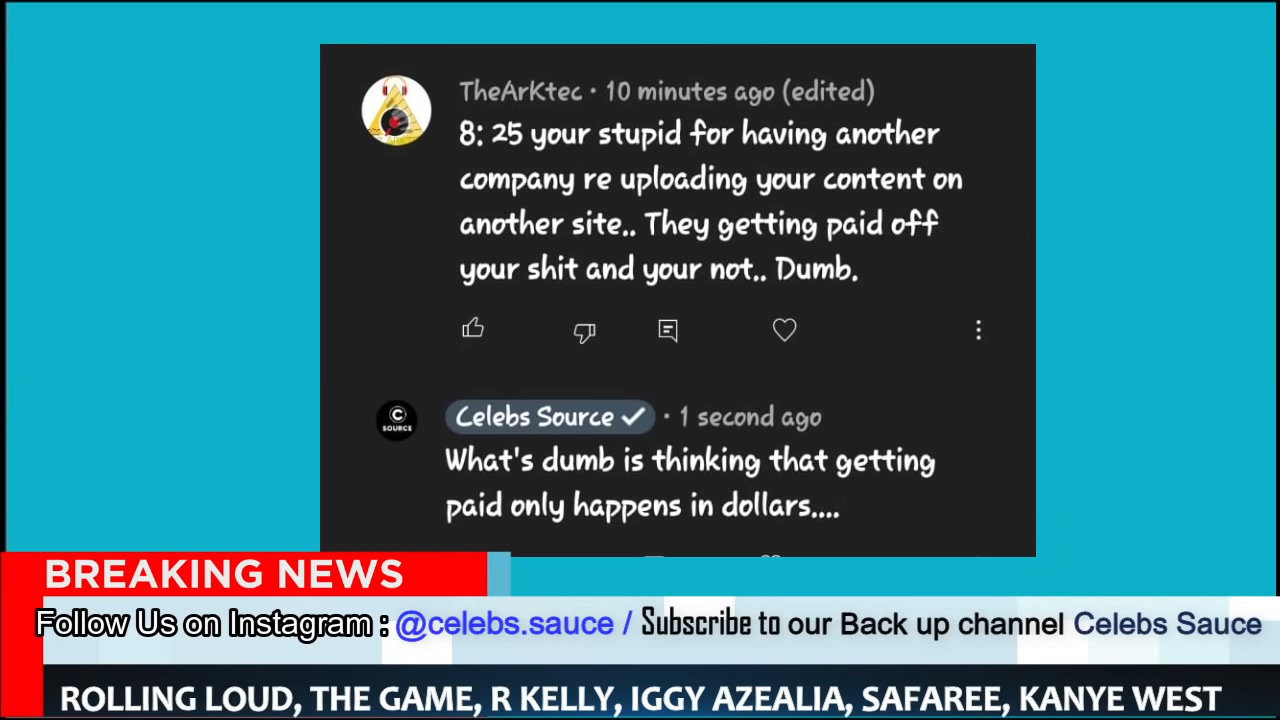 TheArKtec · 10 minutes ago (edited)
8: 25 your stupid for having another
company re uploading your content on
another site.. They getting paid off
your shit and your not.. Dumb.
C
SOURCE
Celebs Source · 1 second ago
What's dumb is thinking that getting
paid only happens in dollars....
BREAKING NEWS
Follow Us on Instagram : @celebs.sauce / Subscribe to our Back up channel Celebs Sauce
ROLLING LOUD, THE GAME, R KELLY, IGGY AZEALIA, SAFAREE, KANYE WEST